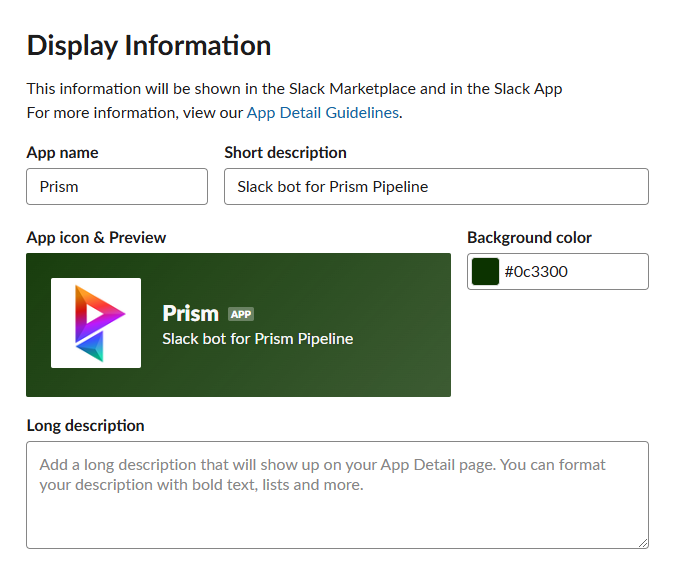 Display Information
This information will be shown in the Slack Marketplace and in the Slack App
For more information, view our App Detail Guidelines.
App name
Short description
Prism
Slack bot for Prism Pipeline
App icon & Preview
Background color
Prism APP
Slack bot for Prism Pipeline
#0c3300
Long description
Add a long description that will show up on your App Detail page. You can format
your description with bold text, lists and more.